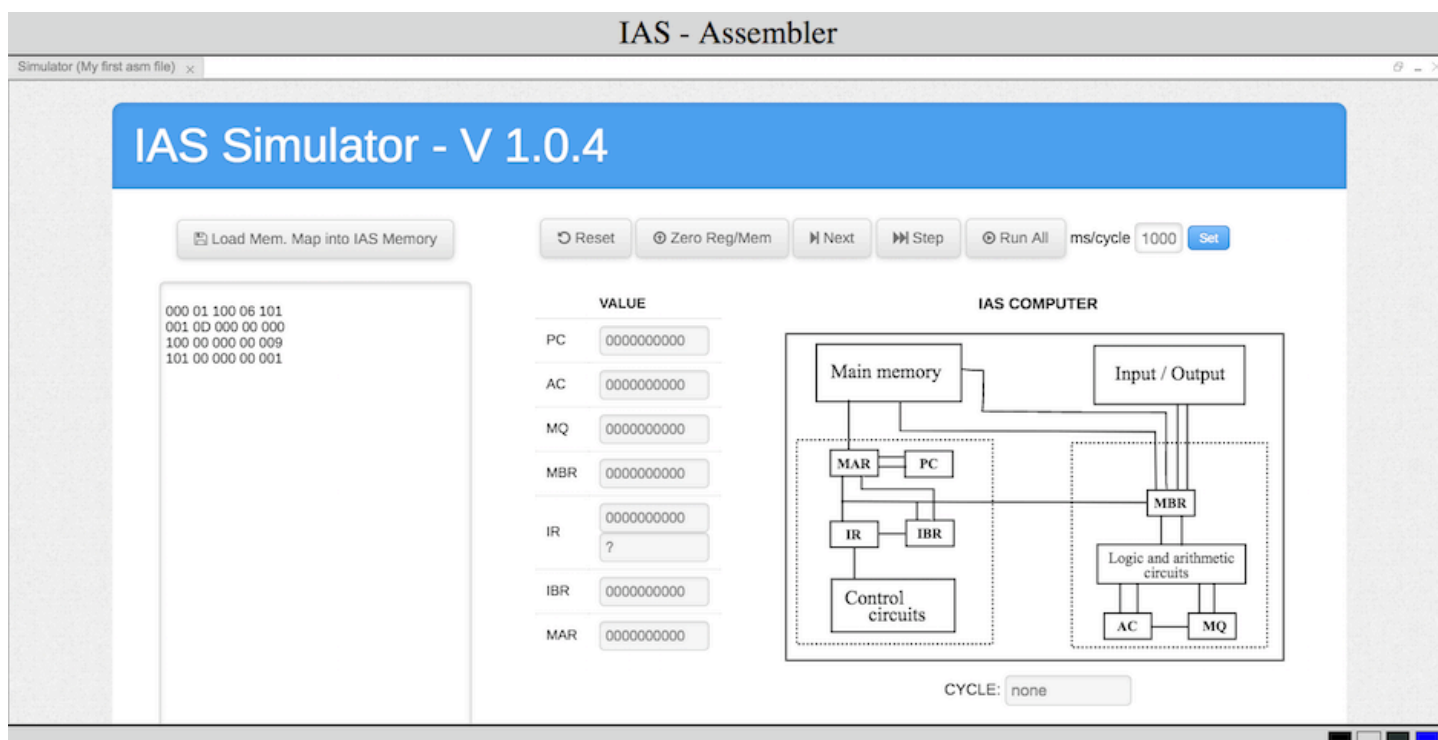 IAS - Assembler
Simulator (My first asm file) x
IAS Simulator - V 1.0.4
Load Mem. Map into IAS Memory
Reset Zero Reg/Mem Next Step Run All ms/cycle 1000 Set
000 01 100 06 101
001 0D 000 00 000
100 00 000 00 009
101 00 000 00 001
VALUE
PC 0000000000
AC 0000000000
MQ 0000000000
MBR 0000000000
IR 0000000000
?
IBR 0000000000
MAR 0000000000
IAS COMPUTER
Main memory
Input / Output
MAR PC
MBR
IR IBR
Logic and arithmetic
circuits
Control
circuits
AC MQ
CYCLE: none